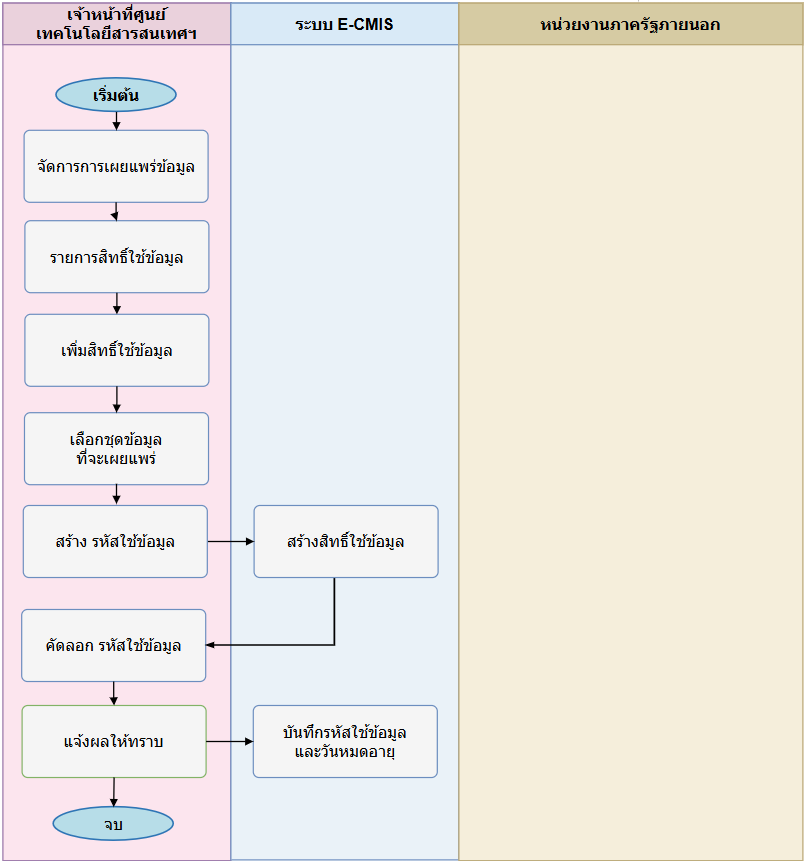 เจ้าหน้าที่ศูนย์
เทคโนโลยีสารสนเทศฯ
ระบบ E-CMIS
หน่วยงานภาครัฐภายนอก
เริ่มต้น
จัดการการเผยแพร่ข้อมูล
รายการสิทธิ์ใช้ข้อมูล
เพิ่มสิทธิ์ใช้ข้อมูล
เลือกชุดข้อมูล
ที่จะเผยแพร่
สร้าง รหัสใช้ข้อมูล
สร้างสิทธิ์ใช้ข้อมูล
คัดลอก รหัสใช้ข้อมูล
แจ้งผลให้ทราบ
บันทึกรหัสใช้ข้อมูล
และวันหมดอายุ
จบ